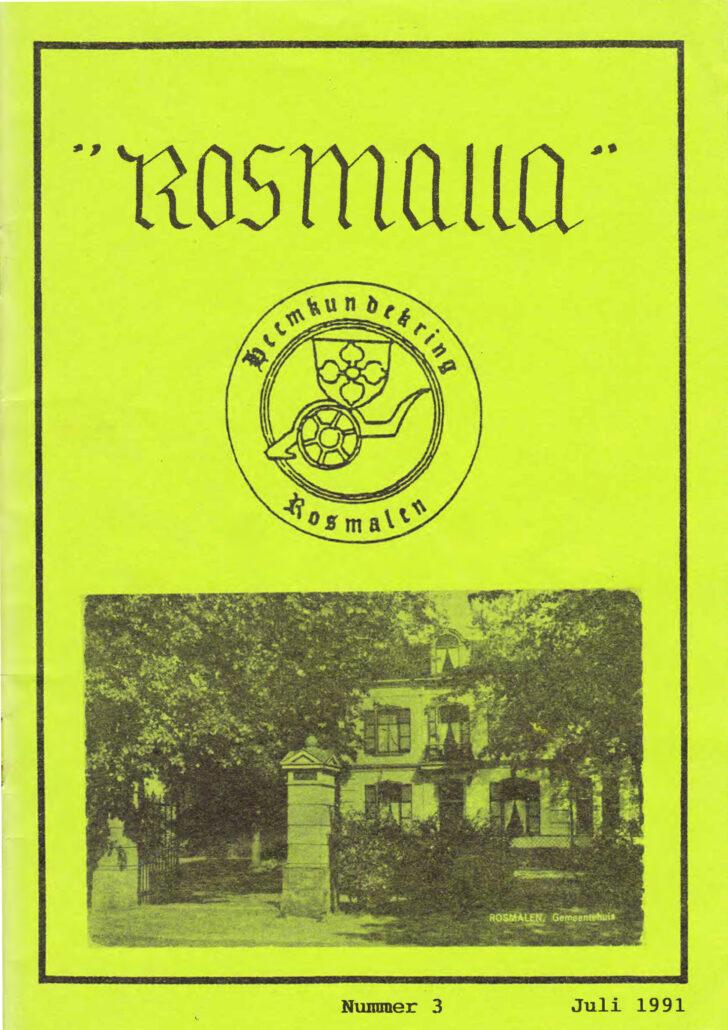 "Rosmalla"
Heemkundekring
Rosmalen
ROSMALEN, Gemeentehuis
Nummer 3
Juli 1991